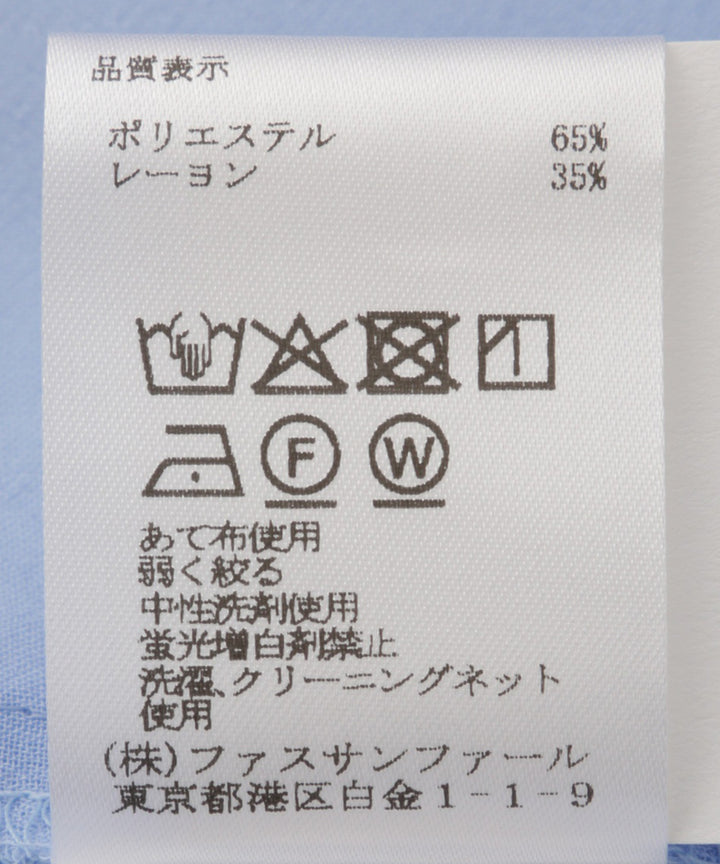 品質表示
ポリエステル 65%
レーヨン 35%
F W
あて布使用
弱く絞る
中性洗剤使用
蛍光増白剤禁止
洗濯、クリーニングネット
使用
(株)ファスサンファール
東京都港区白金1-1-9